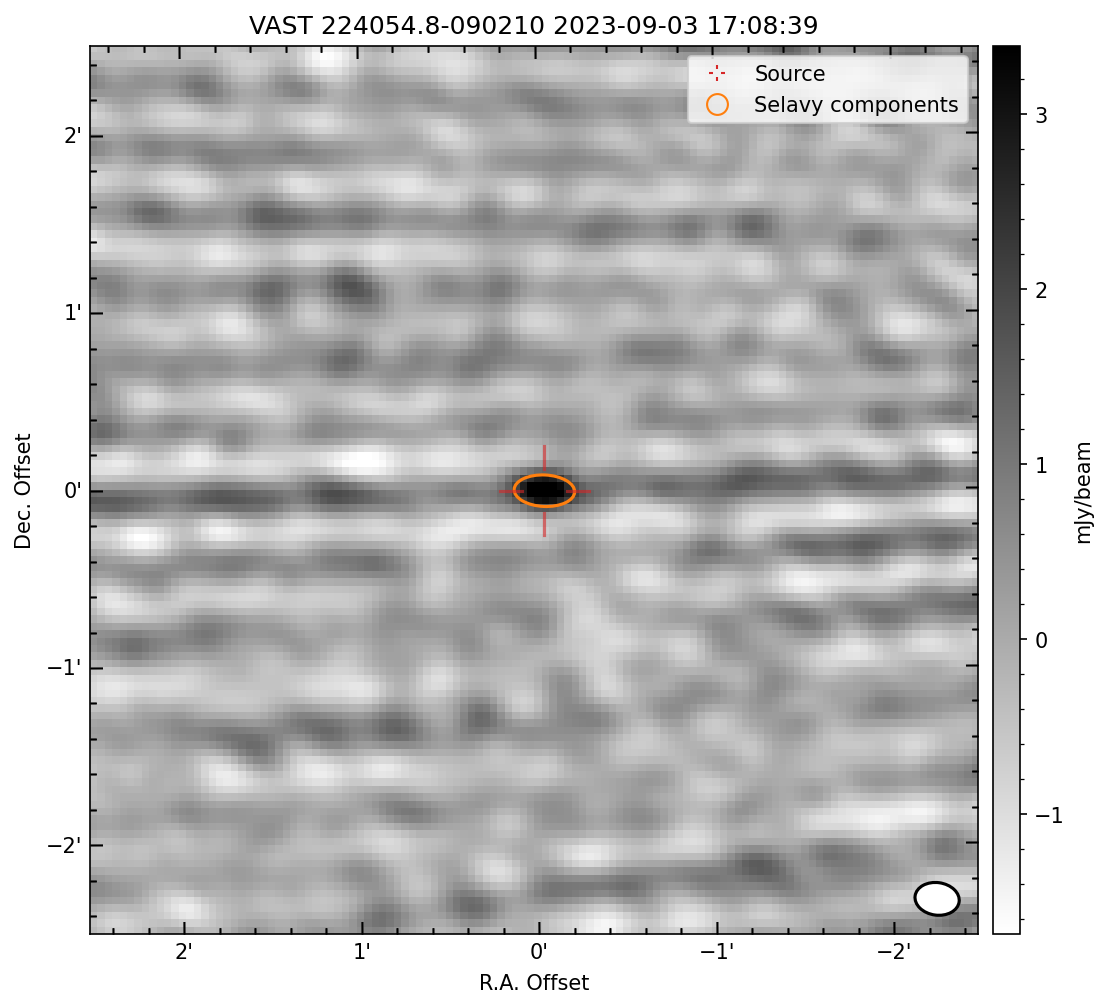 VAST 224054.8-090210 2023-09-03 17:08:39
Source
Selavy components
2'
1'
0'
−1'
−2'
Dec. Offset
2'
1'
0'
−1'
−2'
R.A. Offset
3
2
1
0
−1
mJy/beam